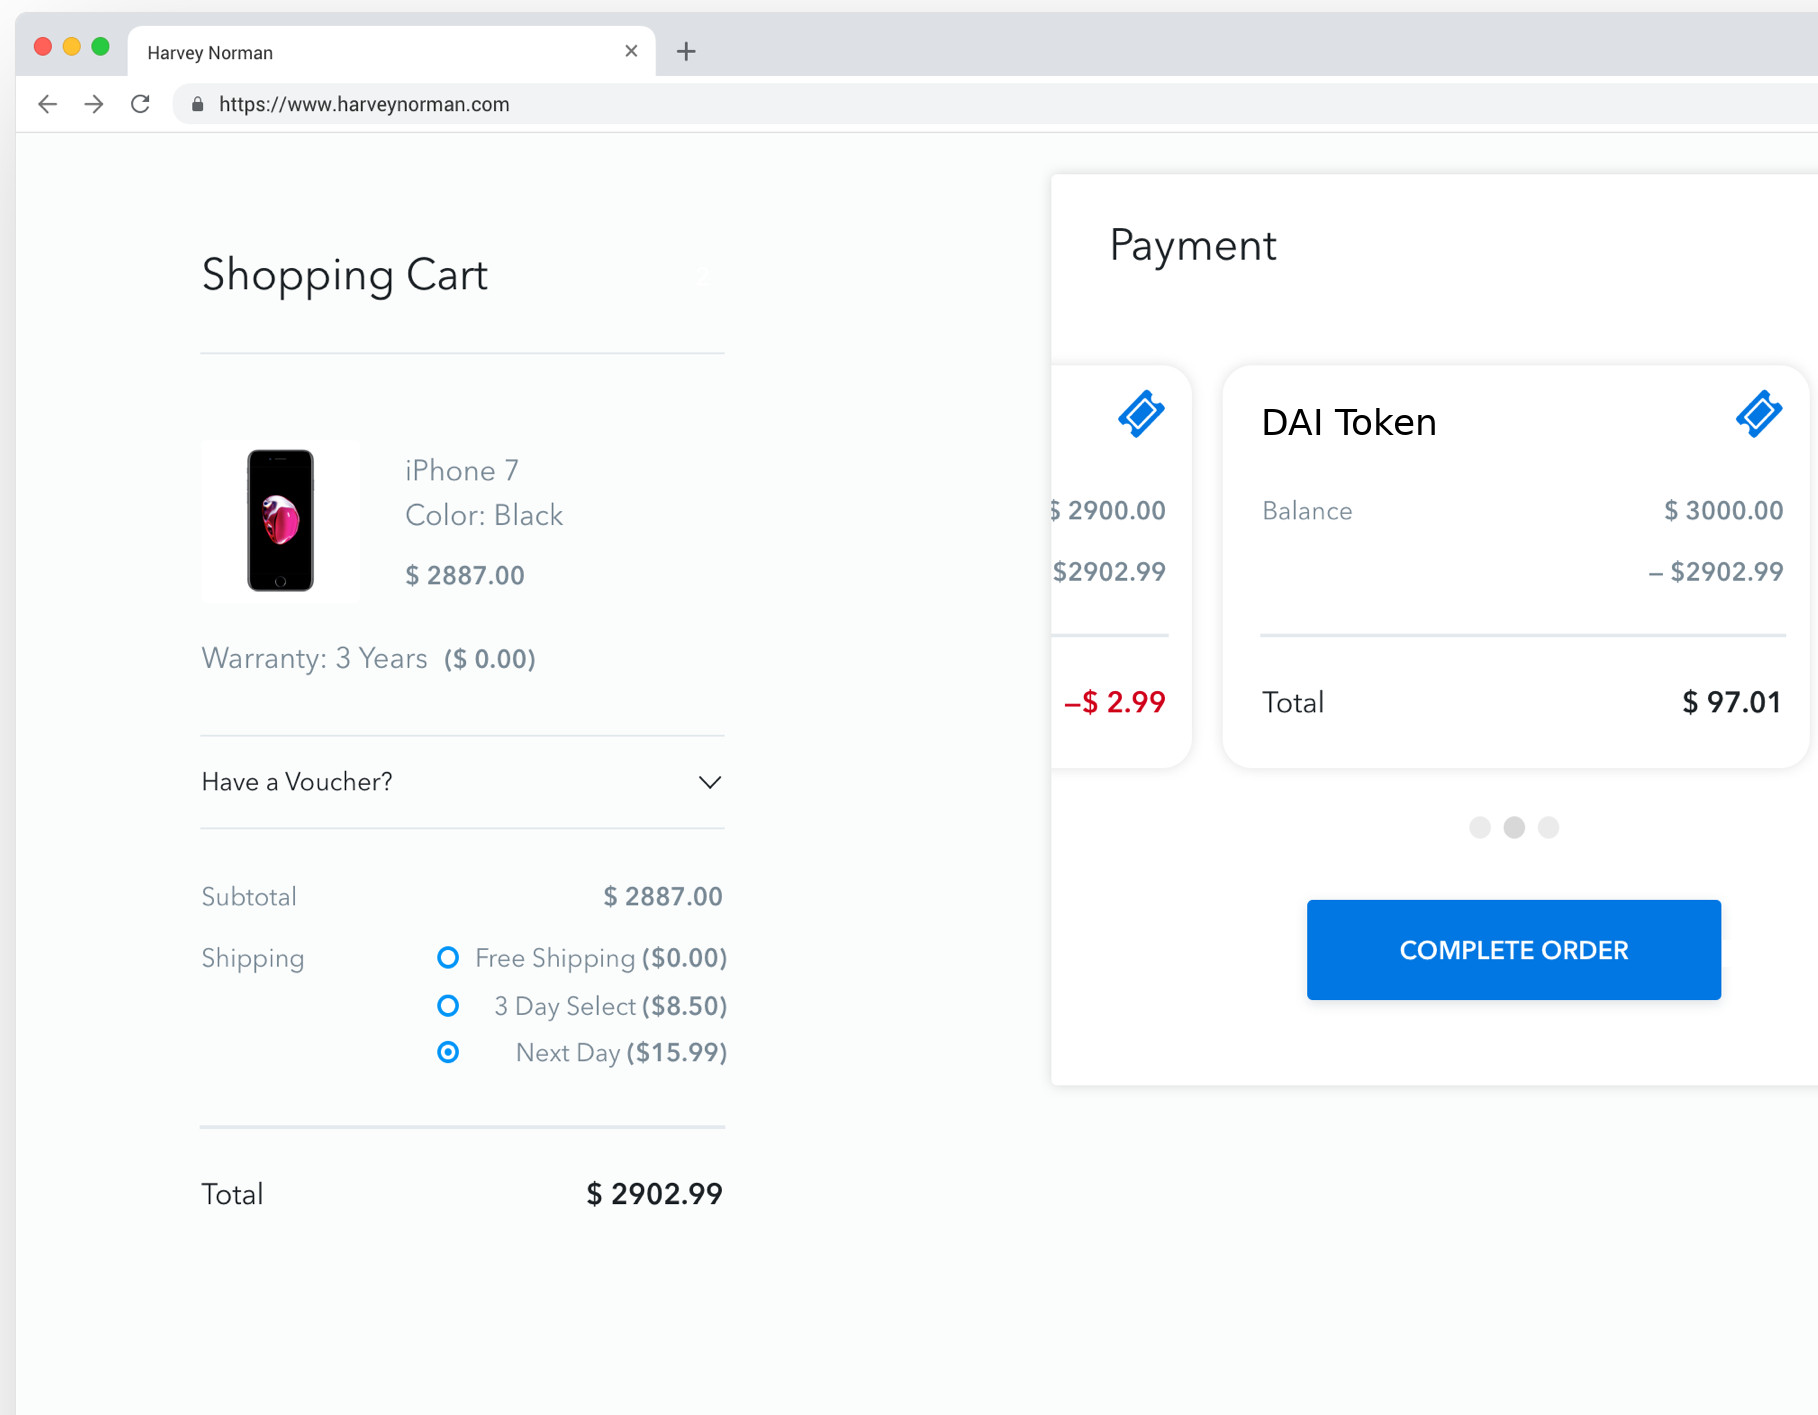 Harvey Norman
https://www.harveynorman.com
Shopping Cart
iPhone 7
Color: Black
$ 2887.00
Warranty: 3 Years ($ 0.00)
Have a Voucher?
Subtotal $ 2887.00
Shipping Free Shipping ($0.00)
3 Day Select ($8.50)
Next Day ($15.99)
Total $ 2902.99
Payment
$ 2900.00
$2902.99
–$ 2.99
DAI Token
Balance $ 3000.00
– $2902.99
Total $ 97.01
COMPLETE ORDER